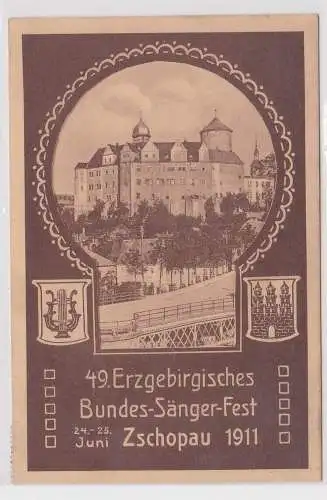 49. Erzgebirgisches
Bundes-Sänger-Fest
24.-25. Juni Zschopau 1911